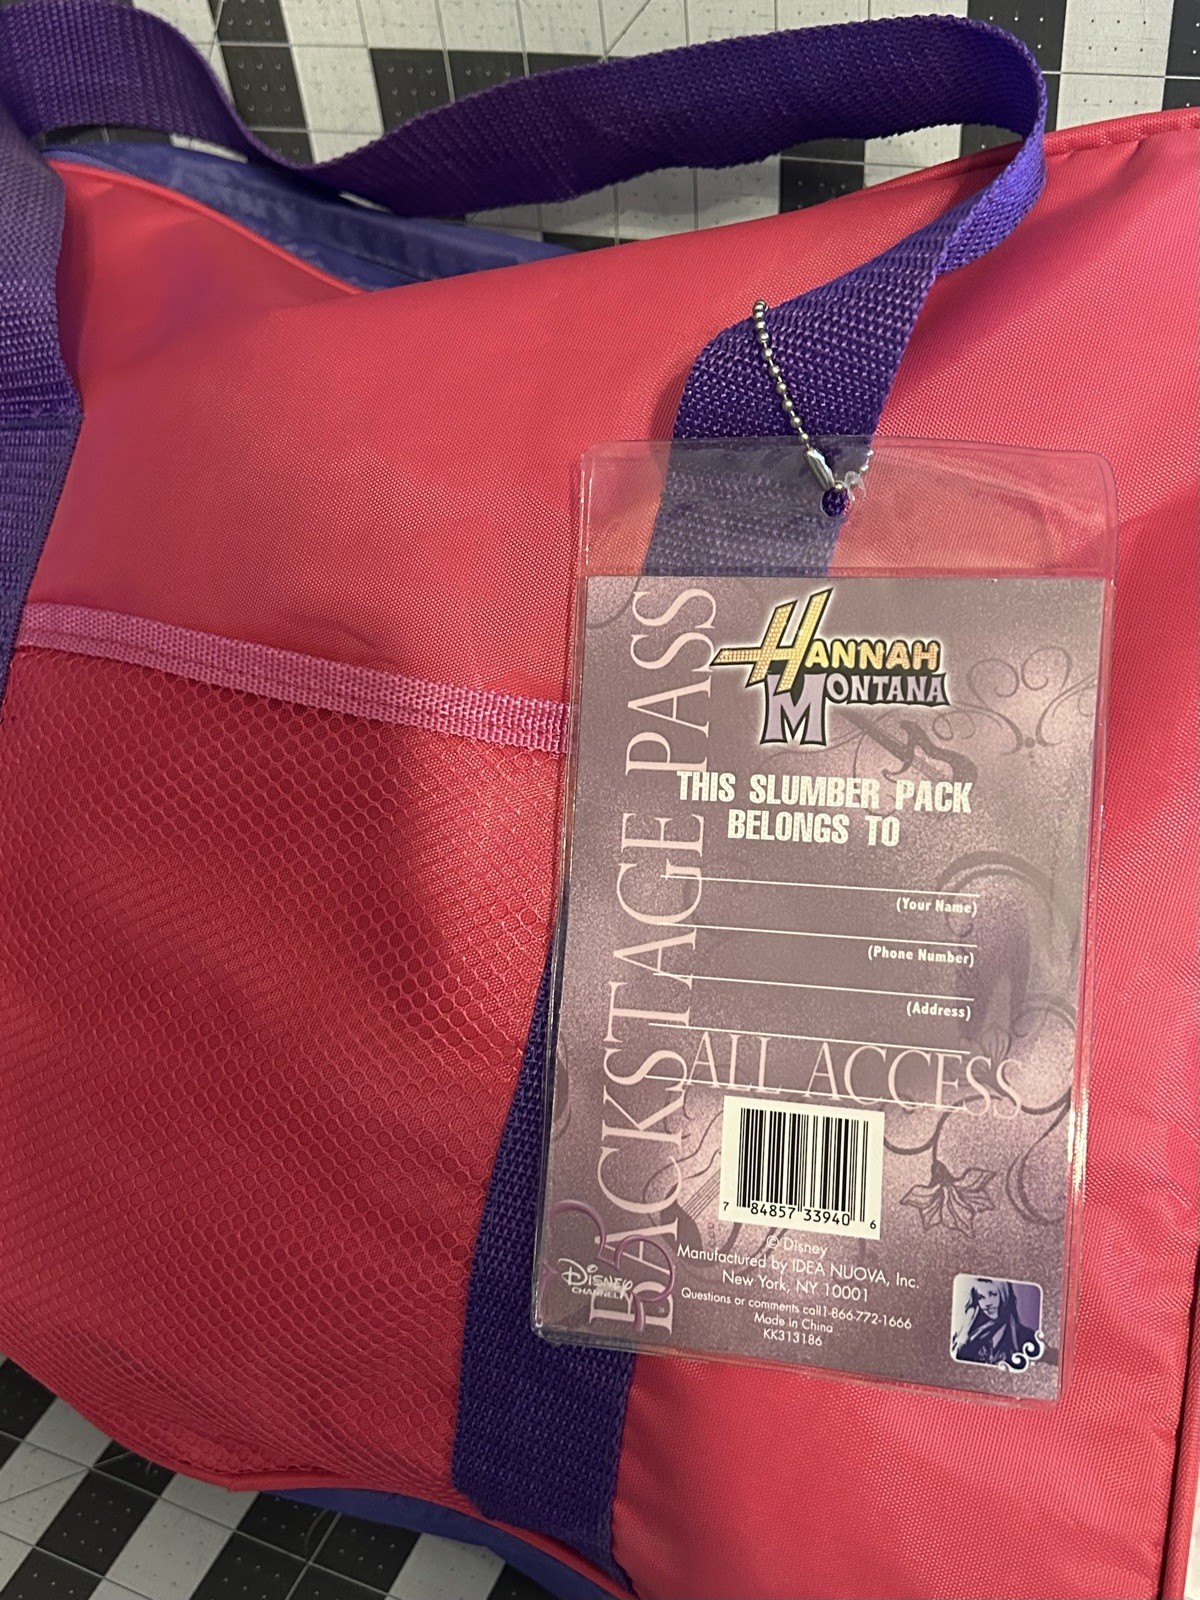 HANNAH
MONTANA
BACKSTAGE PASS
THIS SLUMBER PACK
BELONGS TO
(Your Name)
(Phone Number)
(Address)
ALL ACCESS
7 84857 33940 6
© Disney
Manufactured by IDEA NUOVA, Inc.
New York, NY 10001
Questions or comments call1-866-772-1666
Made in China
KK313186
DISNEY
CHANNEL